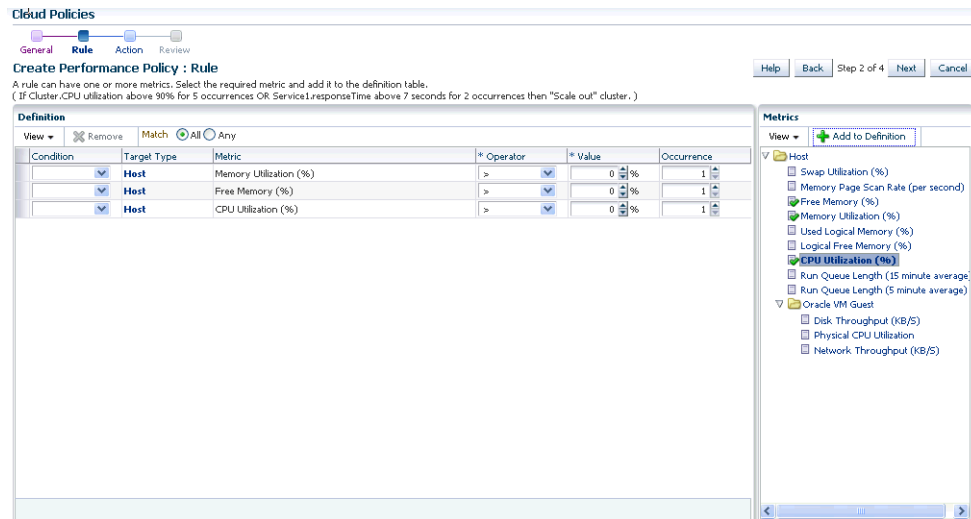 Cloud Policies
General Rule Action Review
Create Performance Policy : Rule
Help Back Step 2 of 4 Next Cancel
A rule can have one or more metrics. Select the required metric and add it to the definition table.
( If Cluster.CPU utilization above 90% for 5 occurrences OR Service1.responseTime above 7 seconds for 2 occurrences then "Scale out" cluster. )
Definition
View Remove Match All Any
Condition Target Type Metric * Operator * Value Occurrence
Host Memory Utilization (%) > 0 % 1
Host Free Memory (%) > 0 % 1
Host CPU Utilization (%) > 0 % 1
Metrics
View Add to Definition
Host
Swap Utilization (%)
Memory Page Scan Rate (per second)
Free Memory (%)
Memory Utilization (%)
Used Logical Memory (%)
Logical Free Memory (%)
CPU Utilization (%)
Run Queue Length (15 minute average)
Run Queue Length (5 minute average)
Oracle VM Guest
Disk Throughput (KB/S)
Physical CPU Utilization
Network Throughput (KB/S)